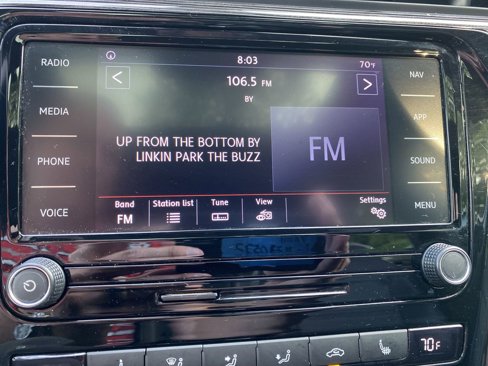 RADIO
8:03
70°F
NAV
106.5 FM
BY
MEDIA
APP
UP FROM THE BOTTOM BY
LINKIN PARK THE BUZZ
FM
PHONE
SOUND
Band
FM
Station list
Tune
View
Settings
VOICE
MENU
70°F